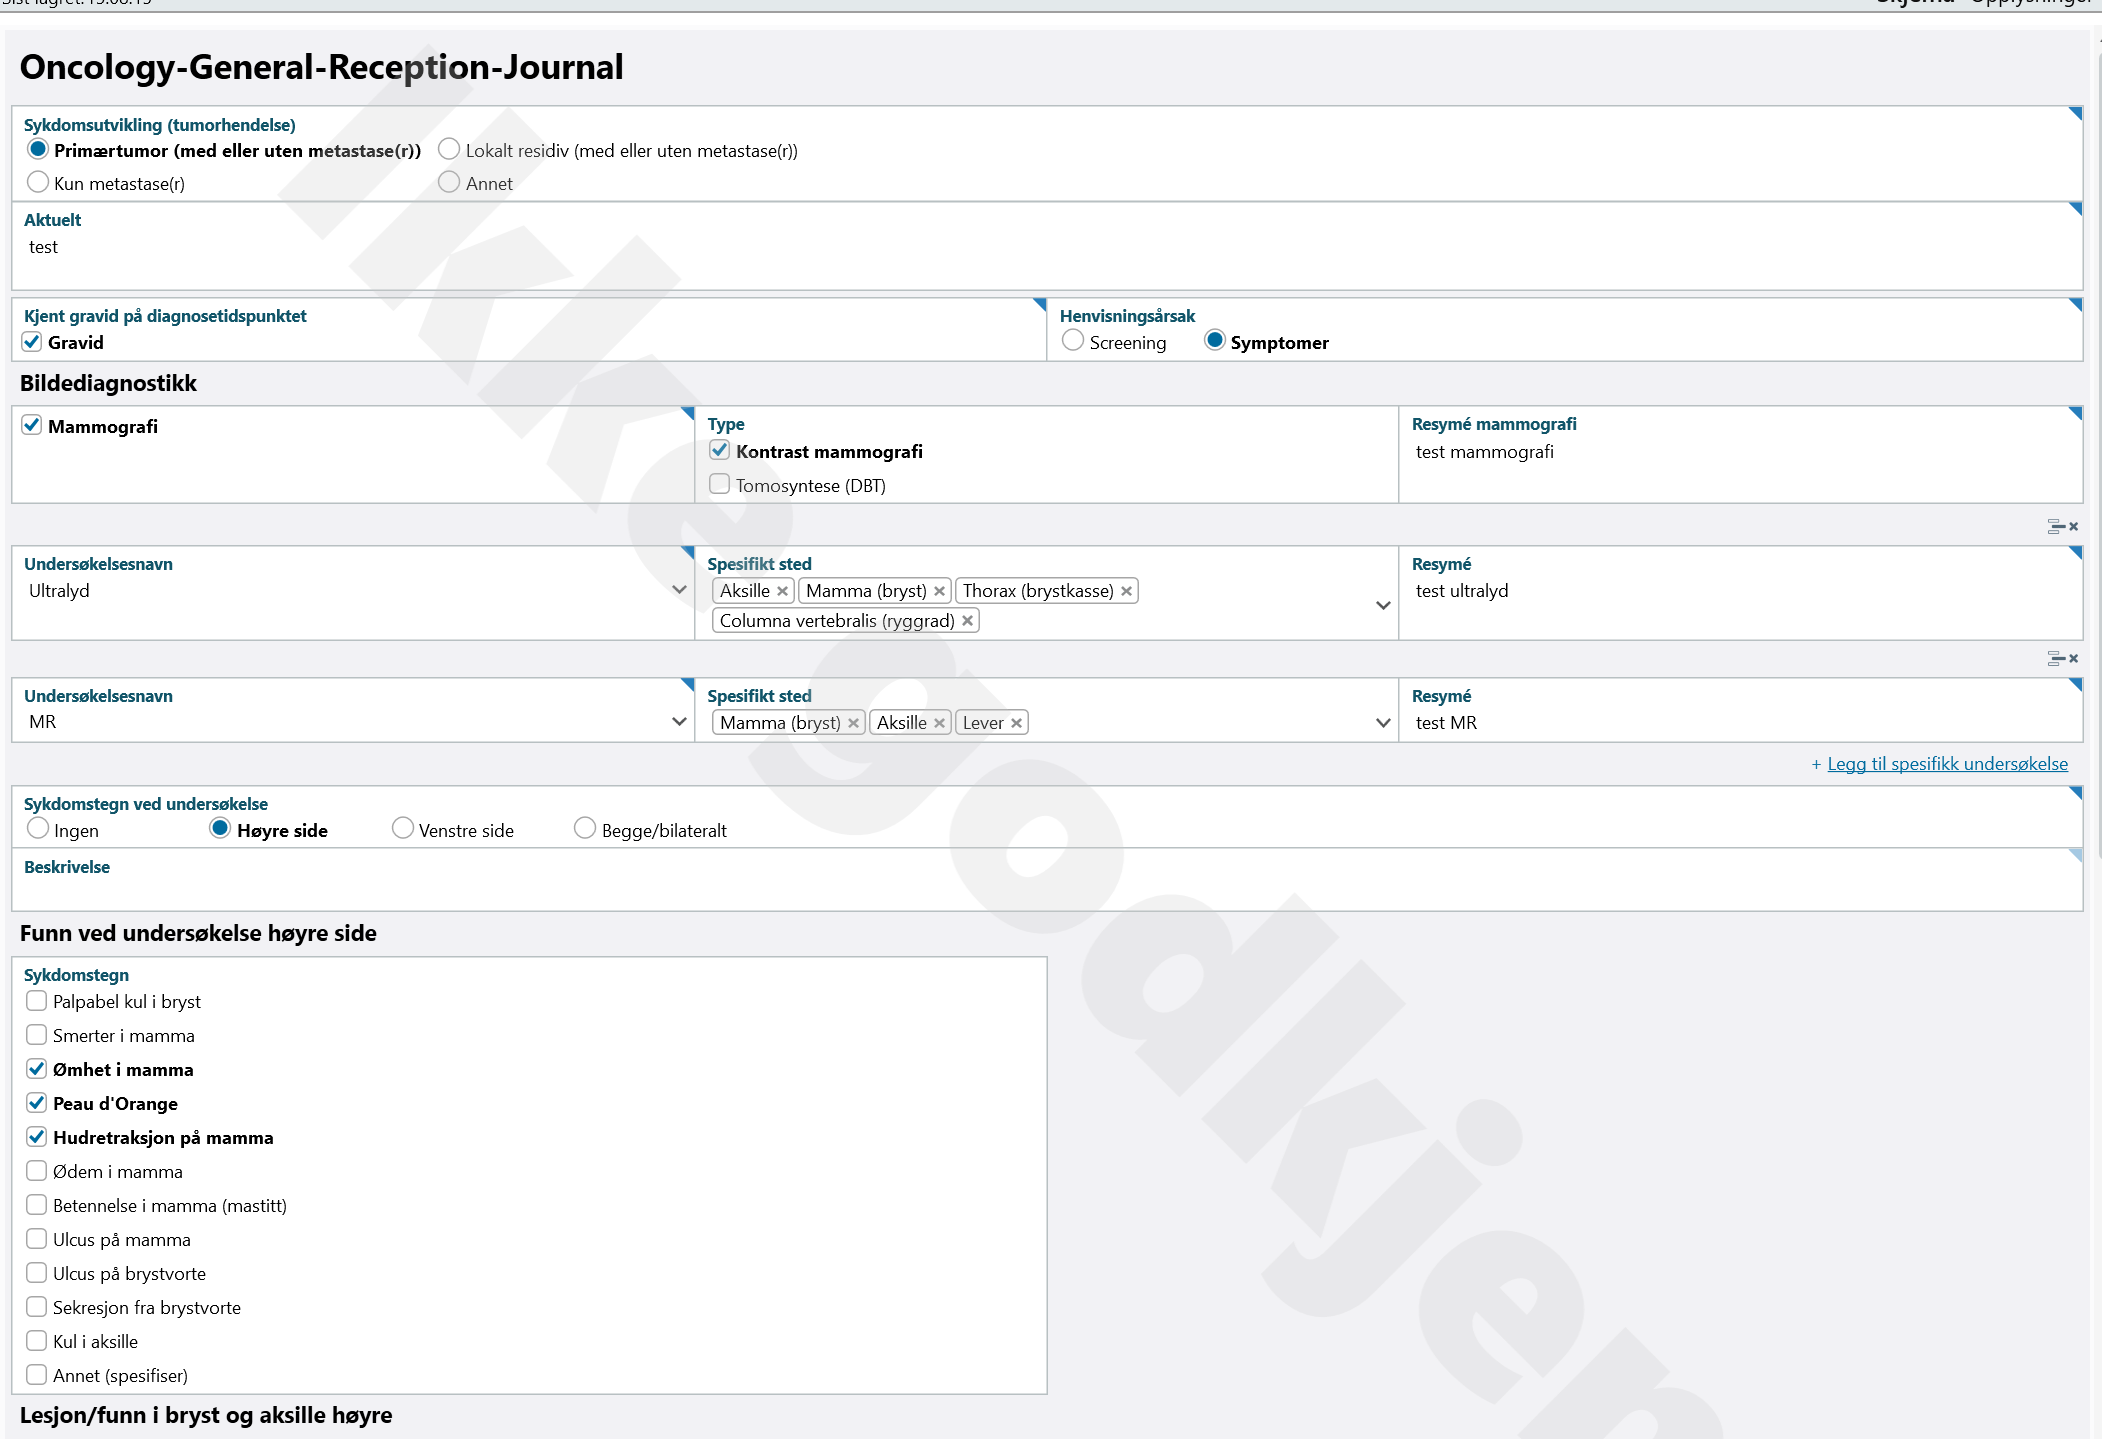 Oncology-General-Reception-Journal
Sykdomsutvikling (tumorhendelse)
Primærtumor (med eller uten metastase(r)) Lokalt residiv (med eller uten metastase(r))
Kun metastase(r) Annet
Aktuelt
test
Kjent gravid på diagnosetidspunktet Henvisningsårsak
Gravid Screening Symptomer
Bildediagnostikk
Mammografi Type Resymé mammografi
Kontrast mammografi test mammografi
Tomosyntese (DBT)
Undersøkelsesnavn Spesifikt sted Resymé
Ultralyd Aksille Mamma (bryst) Thorax (brystkasse) test ultralyd
Columna vertebralis (ryggrad)
Undersøkelsesnavn Spesifikt sted Resymé
MR Mamma (bryst) Aksille Lever test MR
+ Legg til spesifikk undersøkelse
Sykdomstegn ved undersøkelse
Ingen Høyre side Venstre side Begge/bilateralt
Beskrivelse
Funn ved undersøkelse høyre side
Sykdomstegn
Palpabel kul i bryst
Smerter i mamma
Ømhet i mamma
Peau d'Orange
Hudretraksjon på mamma
Ødem i mamma
Betennelse i mamma (mastitt)
Ulcus på mamma
Ulcus på brystvorte
Sekresjon fra brystvorte
Kul i aksille
Annet (spesifiser)
Lesjon/funn i bryst og aksille høyre
Ikke godkjen